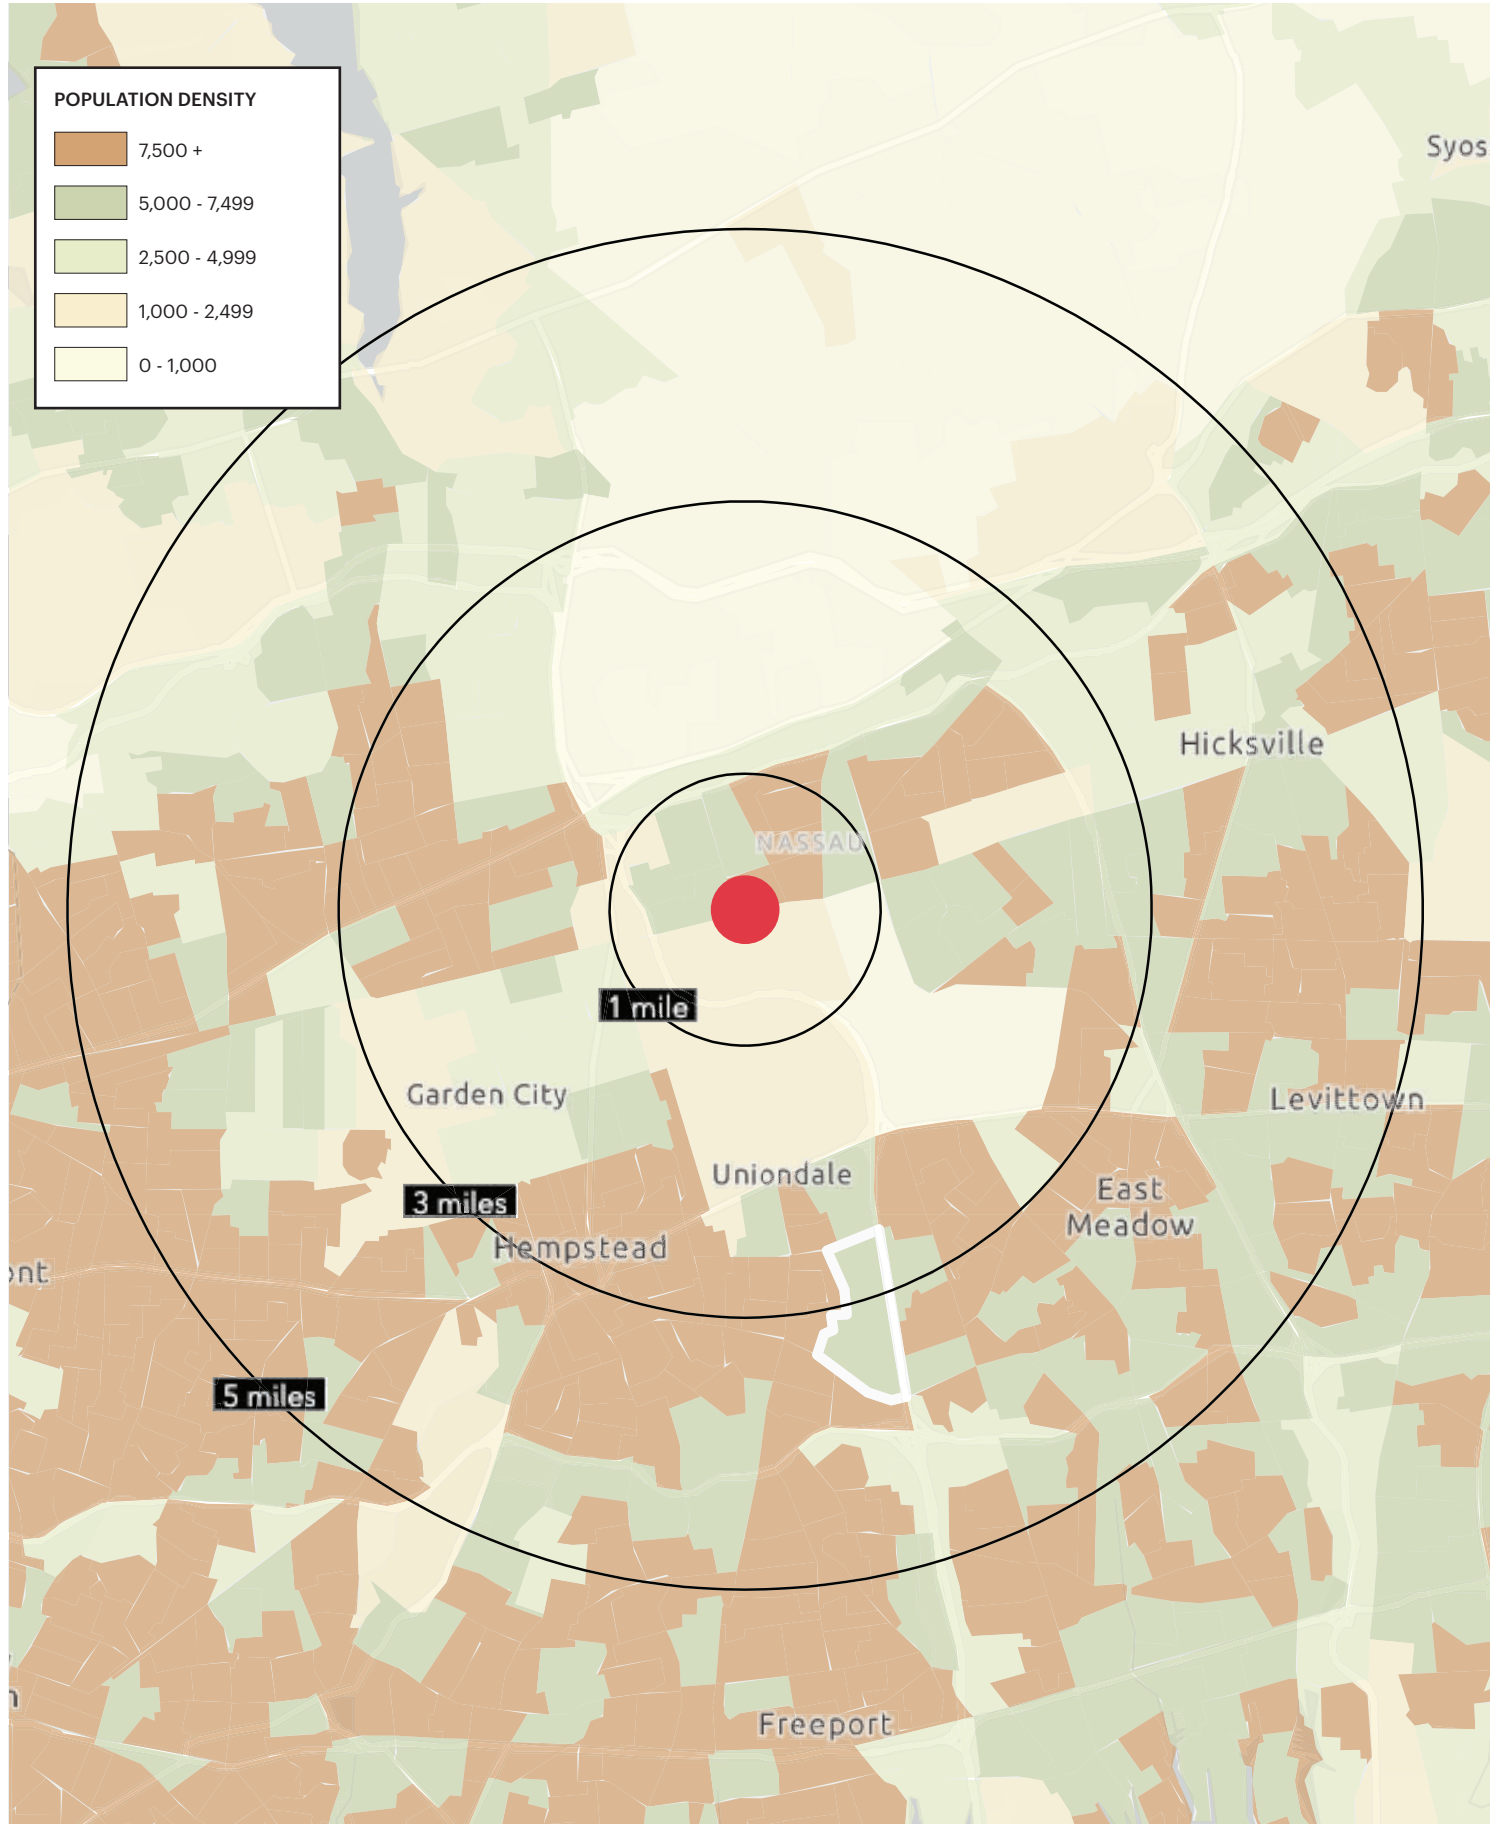 POPULATION DENSITY
7,500 +
5,000 - 7,499
2,500 - 4,999
1,000 - 2,499
0 - 1,000
Syos
Hicksville
NASSAU
1 mile
Garden City
Levittown
Uniondale
East
Meadow
3 miles
Hempstead
ont
5 miles
n
Freeport